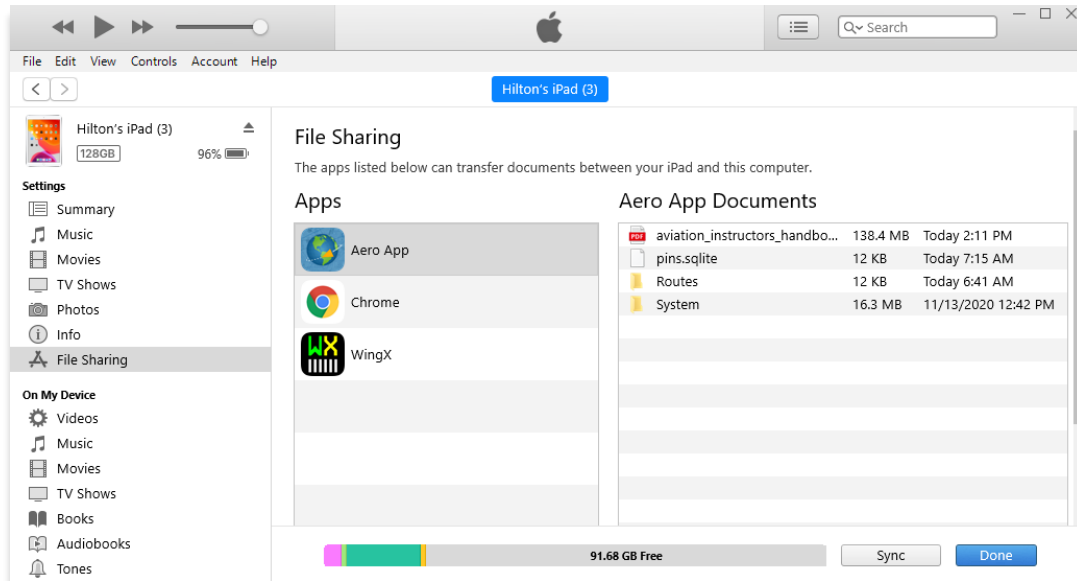 Search
File Edit View Controls Account Help
Hilton's iPad (3)
Hilton's iPad (3)
128GB 96%
Settings
Summary
Music
Movies
TV Shows
Photos
Info
File Sharing
On My Device
Videos
Music
Movies
TV Shows
Books
Audiobooks
Tones
File Sharing
The apps listed below can transfer documents between your iPad and this computer.
Apps
Aero App
Chrome
WX
WingX
Aero App Documents
PDF aviation_instructors_handbo... 138.4 MB Today 2:11 PM
pins.sqlite 12 KB Today 7:15 AM
Routes 12 KB Today 6:41 AM
System 16.3 MB 11/13/2020 12:42 PM
91.68 GB Free Sync Done